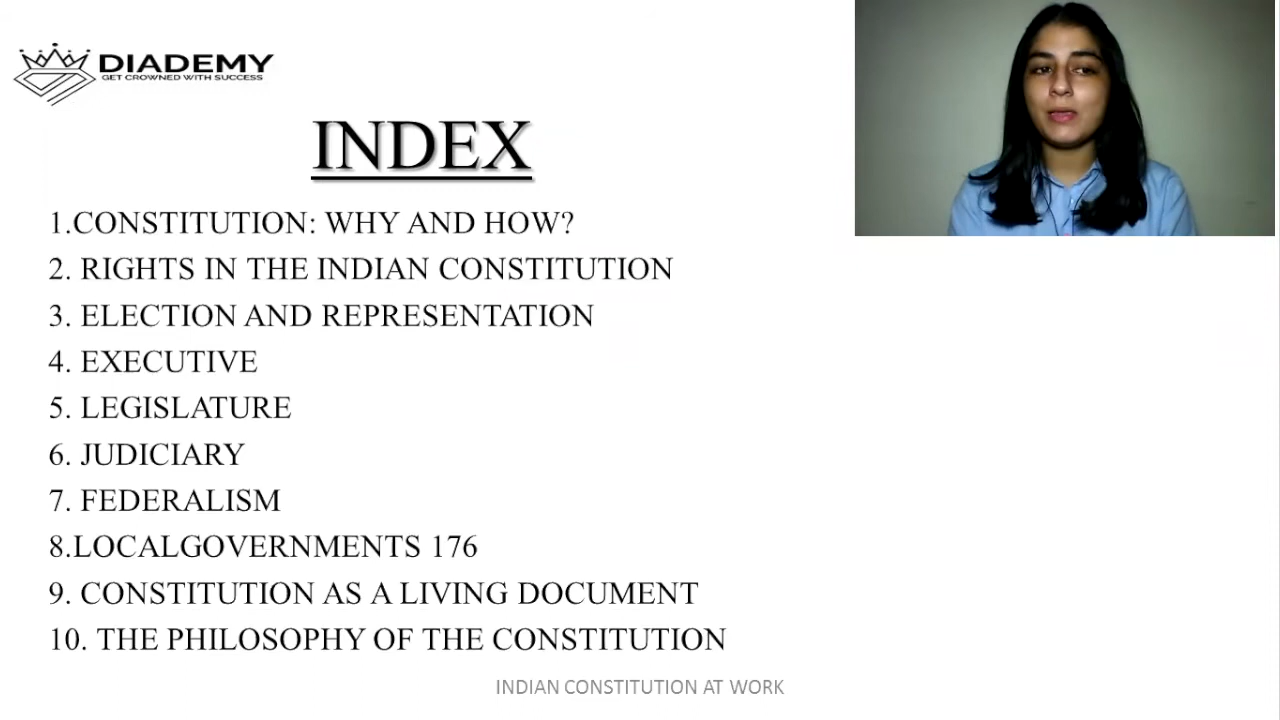 DIADEMY
GET CROWNED WITH SUCCESS
INDEX
1.CONSTITUTION: WHY AND HOW?
2. RIGHTS IN THE INDIAN CONSTITUTION
3. ELECTION AND REPRESENTATION
4. EXECUTIVE
5. LEGISLATURE
6. JUDICIARY
7. FEDERALISM
8.LOCALGOVERNMENTS 176
9. CONSTITUTION AS A LIVING DOCUMENT
10. THE PHILOSOPHY OF THE CONSTITUTION
INDIAN CONSTITUTION AT WORK